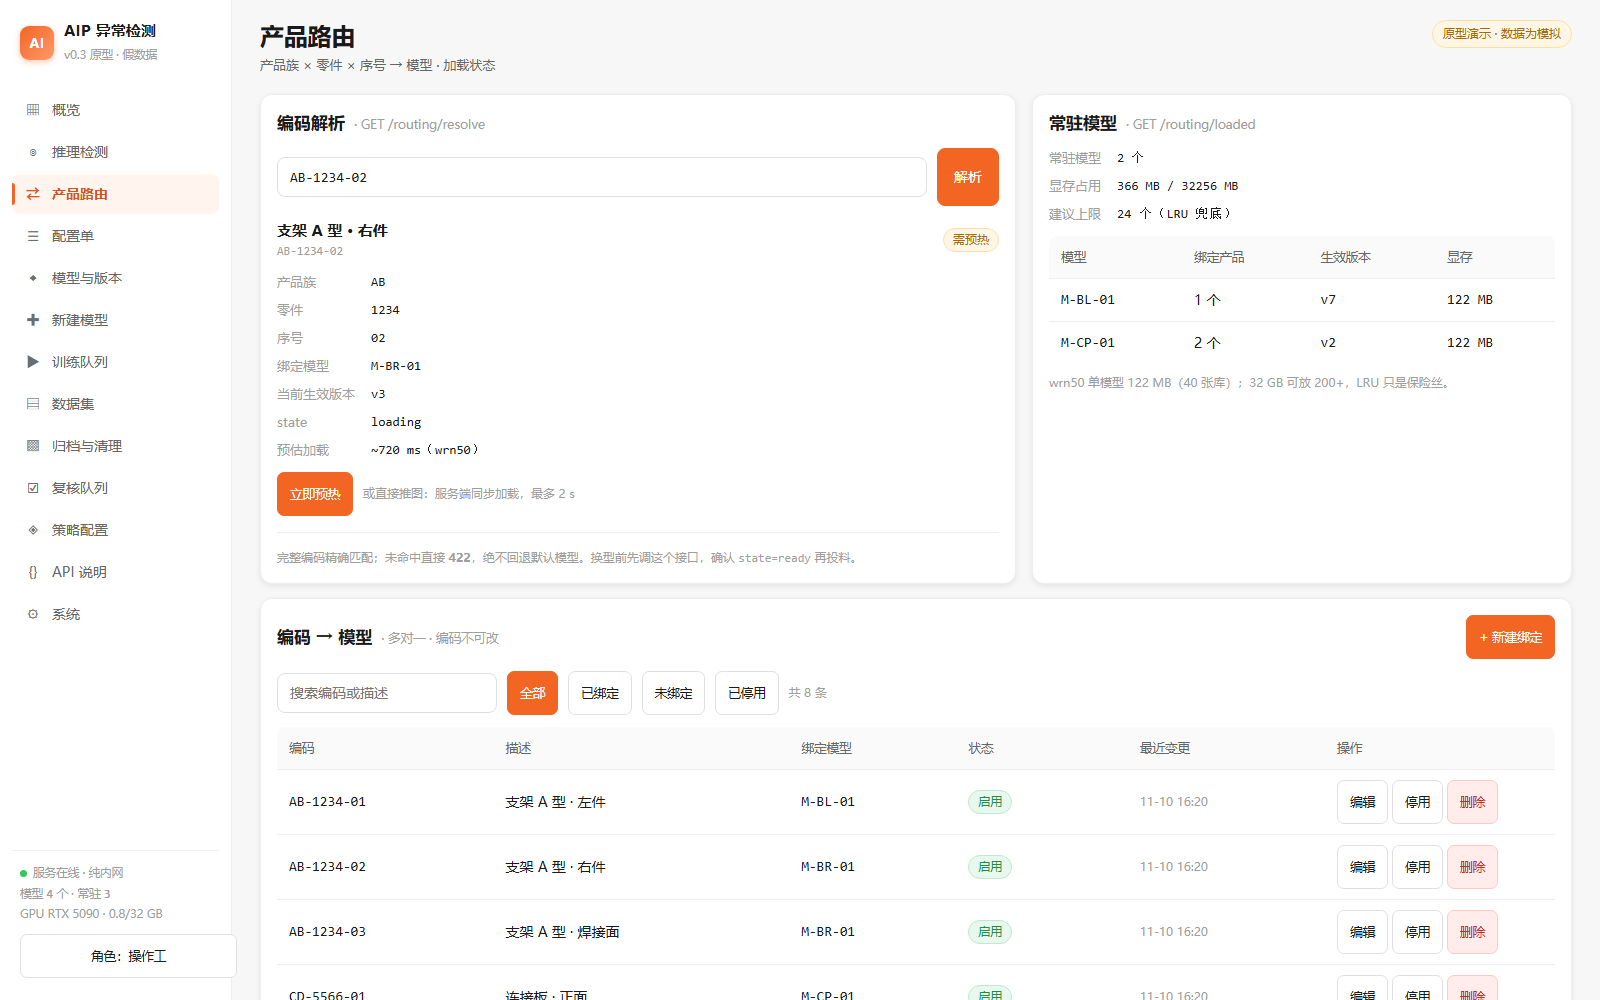 AI
AIP 异常检测
v0.3 原型 · 假数据
概览
推理检测
产品路由
配置单
模型与版本
新建模型
训练队列
数据集
归档与清理
复核队列
策略配置
{} API 说明
系统
服务在线 · 纯内网
模型 4 个 · 常驻 3
GPU RTX 5090 · 0.8/32 GB
角色：操作工
产品路由
产品族 × 零件 × 序号 → 模型 · 加载状态
原型演示 · 数据为模拟
编码解析 · GET /routing/resolve
AB-1234-02
解析
支架 A 型 • 右件
AB-1234-02
需预热
产品族 AB
零件 1234
序号 02
绑定模型 M-BR-01
当前生效版本 v3
state loading
预估加载 ~720 ms（wrn50）
立即预热 或直接推图：服务端同步加载，最多 2 s
完整编码精确匹配；未命中直接 422，绝不回退默认模型。换型前先调这个接口，确认 state=ready 再投料。
常驻模型 · GET /routing/loaded
常驻模型 2 个
显存占用 366 MB / 32256 MB
建议上限 24 个（LRU 兜底）
模型 绑定产品 生效版本 显存
M-BL-01 1 个 v7 122 MB
M-CP-01 2 个 v2 122 MB
wrn50 单模型 122 MB（40 张库）；32 GB 可放 200+，LRU 只是保险丝。
编码 → 模型 · 多对一 · 编码不可改
+ 新建绑定
搜索编码或描述 全部 已绑定 未绑定 已停用 共 8 条
编码 描述 绑定模型 状态 最近变更 操作
AB-1234-01 支架 A 型 · 左件 M-BL-01 启用 11-10 16:20 编辑 停用 删除
AB-1234-02 支架 A 型 · 右件 M-BR-01 启用 11-10 16:20 编辑 停用 删除
AB-1234-03 支架 A 型 · 焊接面 M-BR-01 启用 11-10 16:20 编辑 停用 删除
CD-5566-01 连接板 · 正面 M-CP-01 启用 11-10 16:20 编辑 停用 删除